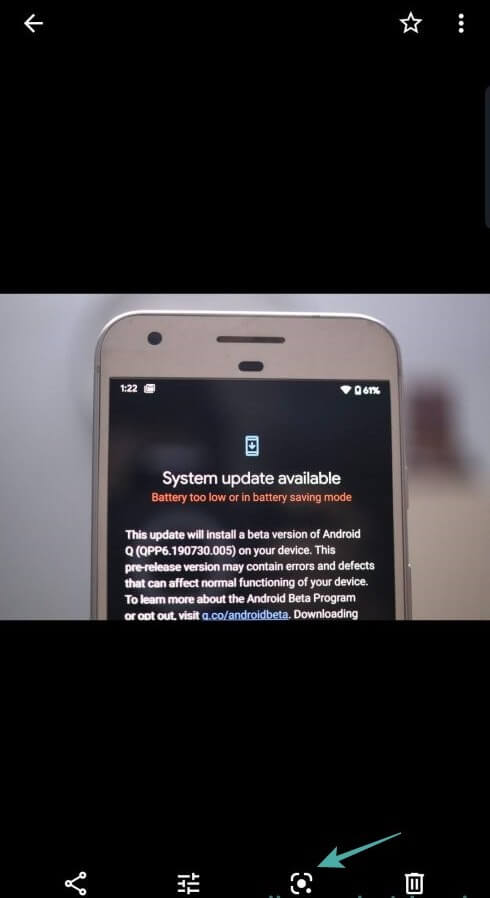 1:22 61%
System update available
Battery too low or in battery saving mode
This update will install a beta version of Android
Q (QPP6.190730.005) on your device. This
pre-release version may contain errors and defects
that can affect normal functioning of your device.
To learn more about the Android Beta Program
or opt out, visit g.co/androidbeta. Downloading